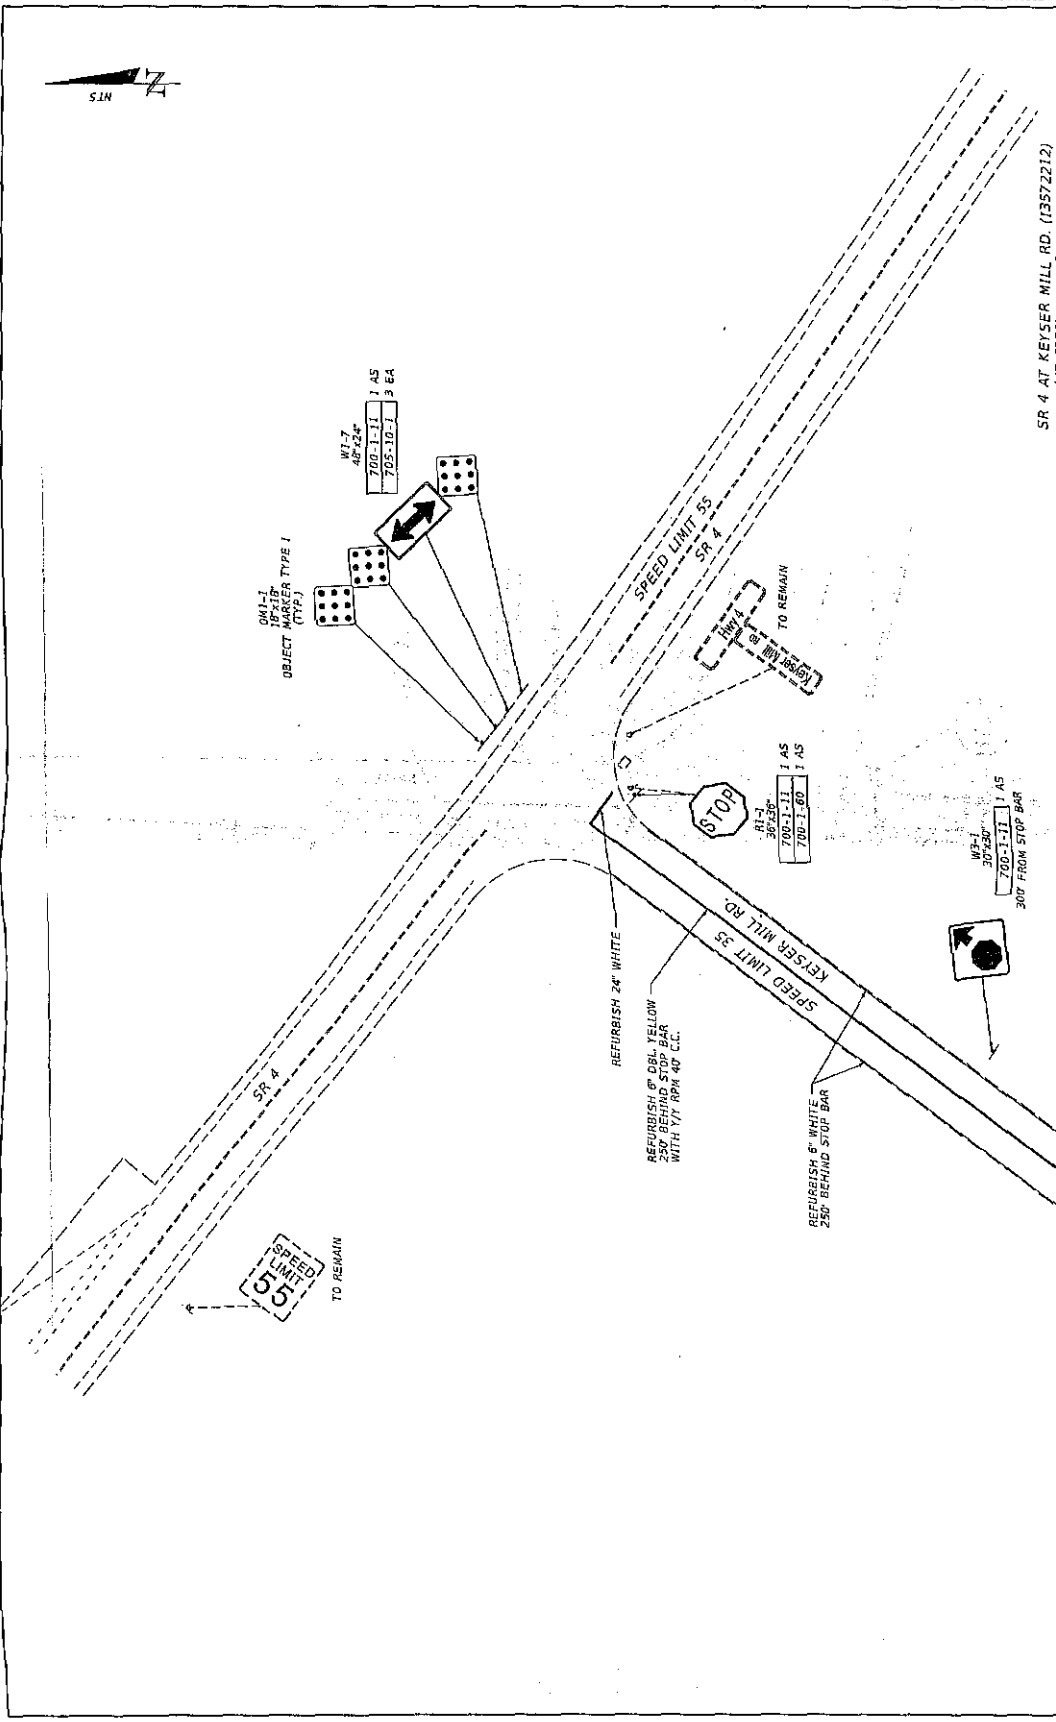 NTS
N
W1-7
48"x24"
700-1-11 1 AS
705-10-1 3 EA
OM1-1
18"x18"
OBJECT MARKER TYPE 1
(TYP.)
SPEED LIMIT 55
SR 4
Hwy 4
Keyser Mill RD
TO REMAIN
STOP
R1-1
36"x36"
700-1-11 1 AS
700-1-60 1 AS
W3-1
30"x30"
700-1-11 1 AS
300' FROM STOP BAR
REFURBISH 24" WHITE
REFURBISH 6" DBL. YELLOW
250' BEHIND STOP BAR
WITH Y/Y RPM 40' C.C.
KEYSER MILL RD.
SPEED LIMIT 35
REFURBISH 6" WHITE
250' BEHIND STOP BAR
SR 4
SPEED
LIMIT
55
TO REMAIN
SR 4 AT KEYSER MILL RD. (13572212)